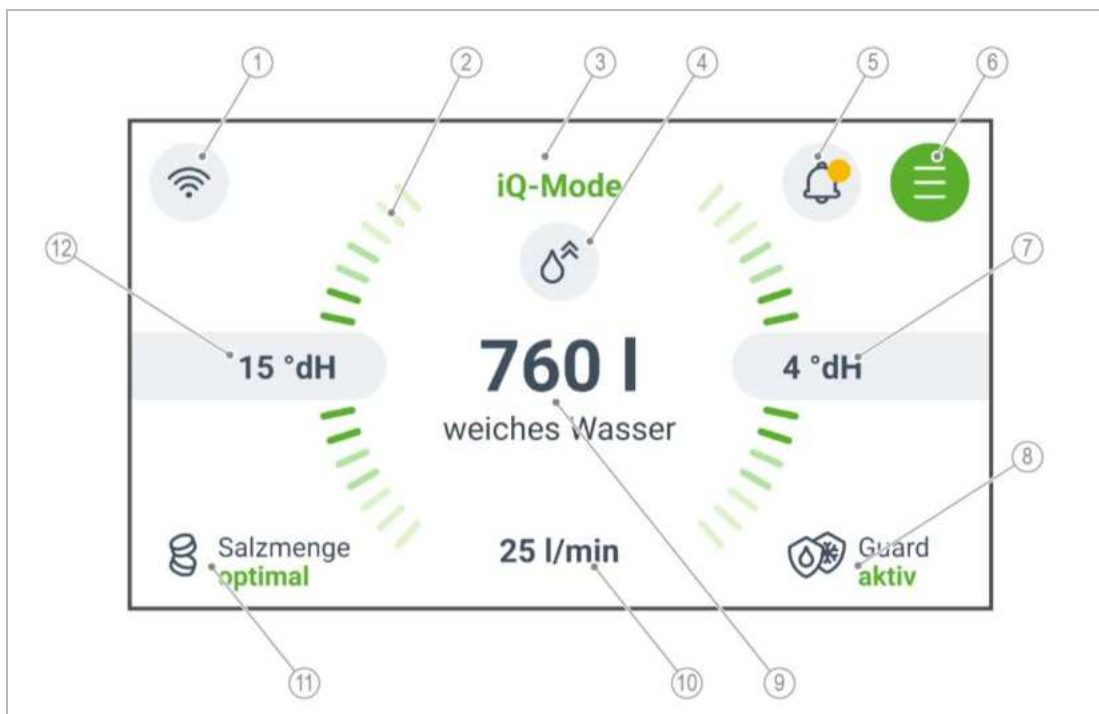 1 2 3 4 5 6
iQ-Mode
12 7
15 °dH 760 l 4 °dH
weiches Wasser
8
Salzmenge 25 l/min Guard
optimal aktiv
11 10 9